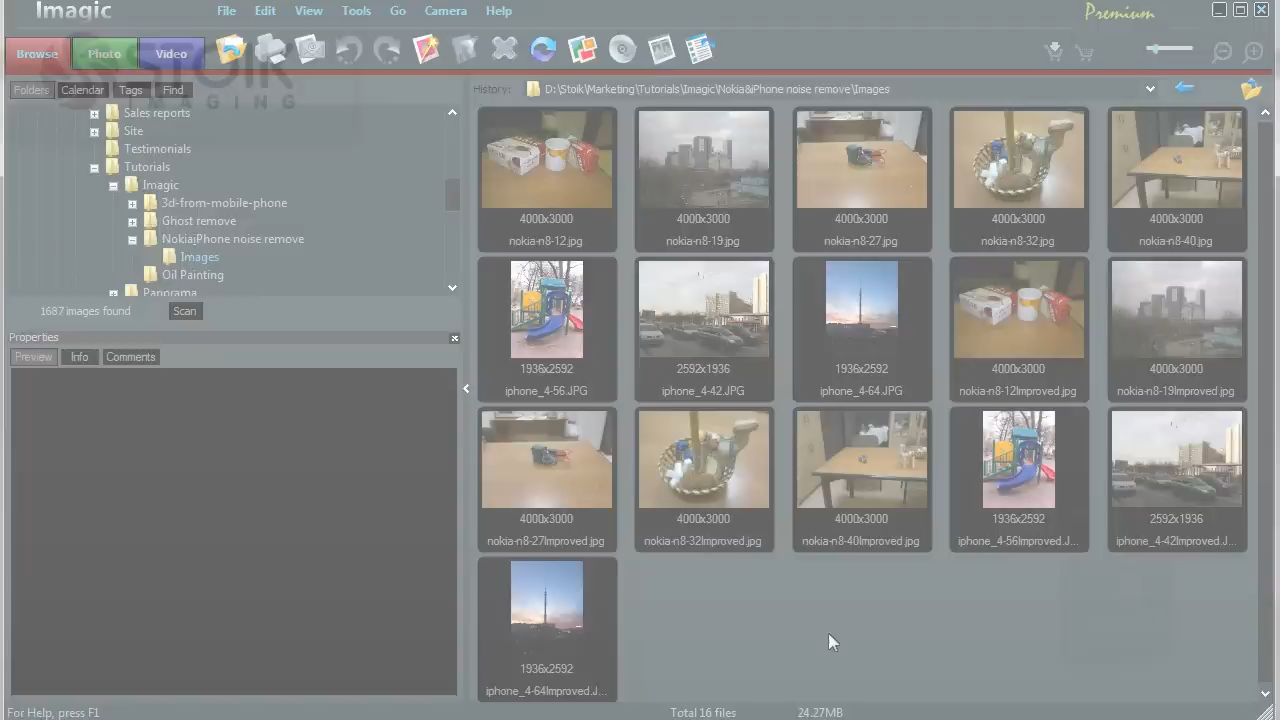 Imagic
File Edit View Tools Go Camera Help
Premium
Browse Photo Video
STOIK
IMAGING
Folders Calendar Tags Find
History: D:\Stoik\Marketing\Tutorials\Imagic\Nokia&iPhone noise remove\Images
Sales reports
Site
Testimonials
Tutorials
Imagic
3d-from-mobile-phone
Ghost remove
Nokia¡Phone noise remove
Images
Oil Painting
Panorama
1687 images found Scan
Properties
Preview Info Comments
4000x3000 4000x3000 4000x3000 4000x3000 4000x3000
nokia-n8-12.jpg nokia-n8-19.jpg nokia-n8-27.jpg nokia-n8-32.jpg nokia-n8-40.jpg
1936x2592 2592x1936 1936x2592 4000x3000 4000x3000
iphone_4-56.JPG iphone_4-42.JPG iphone_4-64.JPG nokia-n8-12Improved.jpg nokia-n8-19Improved.jpg
4000x3000 4000x3000 4000x3000 1936x2592 2592x1936
nokia-n8-27Improved.jpg nokia-n8-32Improved.jpg nokia-n8-40Improved.jpg iphone_4-56Improved.J... iphone_4-42Improved.J...
1936x2592
iphone_4-64Improved.J...
For Help, press F1 Total 16 files 24.27MB